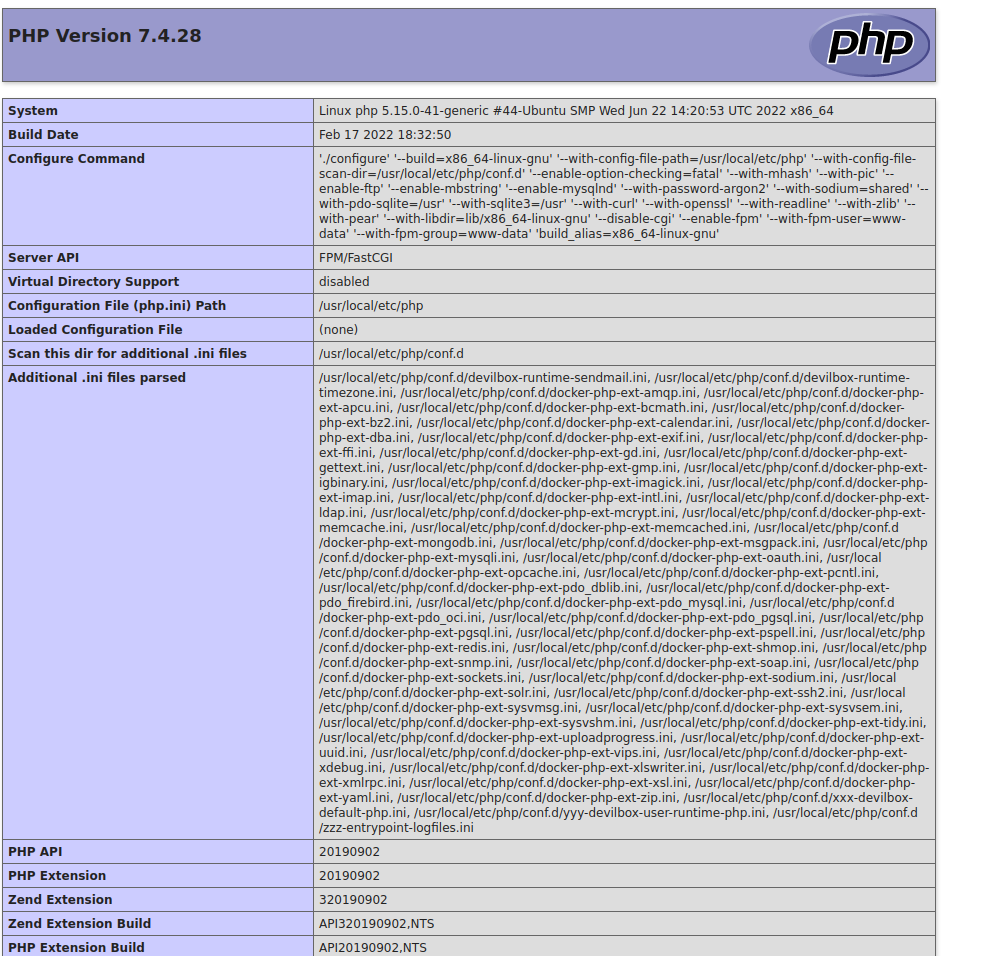 PHP Version 7.4.28
php
System
Linux php 5.15.0-41-generic #44-Ubuntu SMP Wed Jun 22 14:20:53 UTC 2022 x86_64
Build Date
Feb 17 2022 18:32:50
Configure Command
'./configure' '--build=x86_64-linux-gnu' '--with-config-file-path=/usr/local/etc/php' '--with-config-file-
scan-dir=/usr/local/etc/php/conf.d' '--enable-option-checking=fatal' '--with-mhash' '--with-pic' '--
enable-ftp' '--enable-mbstring' '--enable-mysqlnd' '--with-password-argon2' '--with-sodium=shared' '--
with-pdo-sqlite=/usr' '--with-sqlite3=/usr' '--with-curl' '--with-openssl' '--with-readline' '--with-zlib' '--
with-pear' '--with-libdir=lib/x86_64-linux-gnu' '--disable-cgi' '--enable-fpm' '--with-fpm-user=www-
data' '--with-fpm-group=www-data' 'build_alias=x86_64-linux-gnu'
Server API
FPM/FastCGI
Virtual Directory Support
disabled
Configuration File (php.ini) Path
/usr/local/etc/php
Loaded Configuration File
(none)
Scan this dir for additional .ini files
/usr/local/etc/php/conf.d
Additional .ini files parsed
/usr/local/etc/php/conf.d/devilbox-runtime-sendmail.ini, /usr/local/etc/php/conf.d/devilbox-runtime-
timezone.ini, /usr/local/etc/php/conf.d/docker-php-ext-amqp.ini, /usr/local/etc/php/conf.d/docker-php-
ext-apcu.ini, /usr/local/etc/php/conf.d/docker-php-ext-bcmath.ini, /usr/local/etc/php/conf.d/docker-
php-ext-bz2.ini, /usr/local/etc/php/conf.d/docker-php-ext-calendar.ini, /usr/local/etc/php/conf.d/docker-
php-ext-dba.ini, /usr/local/etc/php/conf.d/docker-php-ext-exif.ini, /usr/local/etc/php/conf.d/docker-php-
ext-ffi.ini, /usr/local/etc/php/conf.d/docker-php-ext-gd.ini, /usr/local/etc/php/conf.d/docker-php-ext-
gettext.ini, /usr/local/etc/php/conf.d/docker-php-ext-gmp.ini, /usr/local/etc/php/conf.d/docker-php-ext-
igbinary.ini, /usr/local/etc/php/conf.d/docker-php-ext-imagick.ini, /usr/local/etc/php/conf.d/docker-php-
ext-imap.ini, /usr/local/etc/php/conf.d/docker-php-ext-intl.ini, /usr/local/etc/php/conf.d/docker-php-ext-
ldap.ini, /usr/local/etc/php/conf.d/docker-php-ext-mcrypt.ini, /usr/local/etc/php/conf.d/docker-php-ext-
memcache.ini, /usr/local/etc/php/conf.d/docker-php-ext-memcached.ini, /usr/local/etc/php/conf.d
/docker-php-ext-mongodb.ini, /usr/local/etc/php/conf.d/docker-php-ext-msgpack.ini, /usr/local/etc/php
/conf.d/docker-php-ext-mysqli.ini, /usr/local/etc/php/conf.d/docker-php-ext-oauth.ini, /usr/local
/etc/php/conf.d/docker-php-ext-opcache.ini, /usr/local/etc/php/conf.d/docker-php-ext-pcntl.ini,
/usr/local/etc/php/conf.d/docker-php-ext-pdo_dblib.ini, /usr/local/etc/php/conf.d/docker-php-ext-
pdo_firebird.ini, /usr/local/etc/php/conf.d/docker-php-ext-pdo_mysql.ini, /usr/local/etc/php/conf.d
/docker-php-ext-pdo_oci.ini, /usr/local/etc/php/conf.d/docker-php-ext-pdo_pgsql.ini, /usr/local/etc/php
/conf.d/docker-php-ext-pgsql.ini, /usr/local/etc/php/conf.d/docker-php-ext-pspell.ini, /usr/local/etc/php
/conf.d/docker-php-ext-redis.ini, /usr/local/etc/php/conf.d/docker-php-ext-shmop.ini, /usr/local/etc/php
/conf.d/docker-php-ext-snmp.ini, /usr/local/etc/php/conf.d/docker-php-ext-soap.ini, /usr/local/etc/php
/conf.d/docker-php-ext-sockets.ini, /usr/local/etc/php/conf.d/docker-php-ext-sodium.ini, /usr/local
/etc/php/conf.d/docker-php-ext-solr.ini, /usr/local/etc/php/conf.d/docker-php-ext-ssh2.ini, /usr/local
/etc/php/conf.d/docker-php-ext-sysvmsg.ini, /usr/local/etc/php/conf.d/docker-php-ext-sysvsem.ini,
/usr/local/etc/php/conf.d/docker-php-ext-sysvshm.ini, /usr/local/etc/php/conf.d/docker-php-ext-tidy.ini,
/usr/local/etc/php/conf.d/docker-php-ext-uploadprogress.ini, /usr/local/etc/php/conf.d/docker-php-ext-
uuid.ini, /usr/local/etc/php/conf.d/docker-php-ext-vips.ini, /usr/local/etc/php/conf.d/docker-php-ext-
xdebug.ini, /usr/local/etc/php/conf.d/docker-php-ext-xlswriter.ini, /usr/local/etc/php/conf.d/docker-php-
ext-xmlrpc.ini, /usr/local/etc/php/conf.d/docker-php-ext-xsl.ini, /usr/local/etc/php/conf.d/docker-php-
ext-yaml.ini, /usr/local/etc/php/conf.d/docker-php-ext-zip.ini, /usr/local/etc/php/conf.d/xxx-devilbox-
default-php.ini, /usr/local/etc/php/conf.d/yyy-devilbox-user-runtime-php.ini, /usr/local/etc/php/conf.d
/zzz-entrypoint-logfiles.ini
PHP API
20190902
PHP Extension
20190902
Zend Extension
320190902
Zend Extension Build
API320190902,NTS
PHP Extension Build
API20190902,NTS